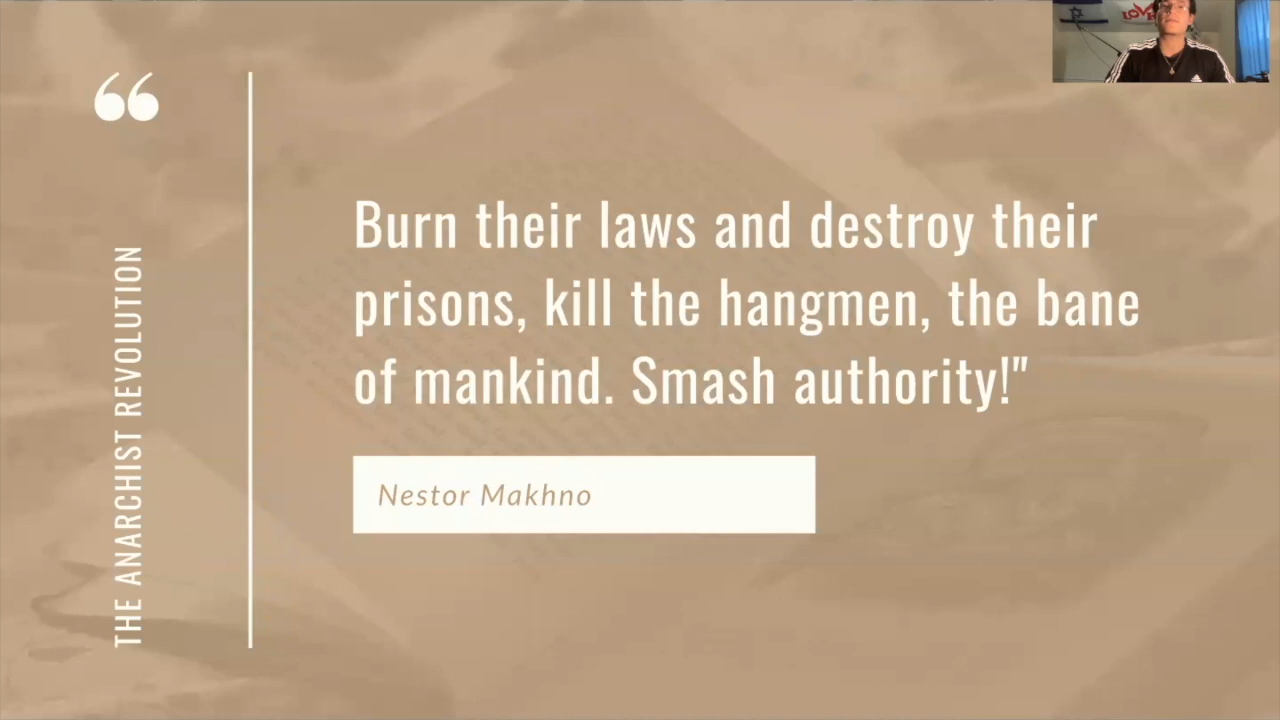 “
Burn their laws and destroy their
prisons, kill the hangmen, the bane
of mankind. Smash authority!"
Nestor Makhno
THE ANARCHIST REVOLUTION